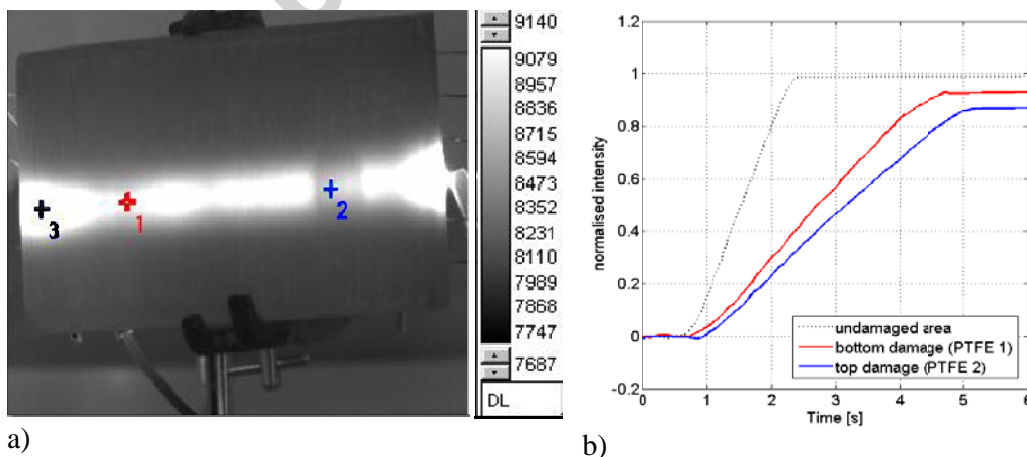 9140
9079
8957
8836
8715
8594
8473
8352
8231
8110
7989
7868
7747
7687
DL
1
2
3
a)
1.2
1
0.8
0.6
0.4
0.2
0
-0.2
normalised intensity
0 1 2 3 4 5 6
Time [s]
undamaged area
bottom damage (PTFE 1)
top damage (PTFE 2)
b)